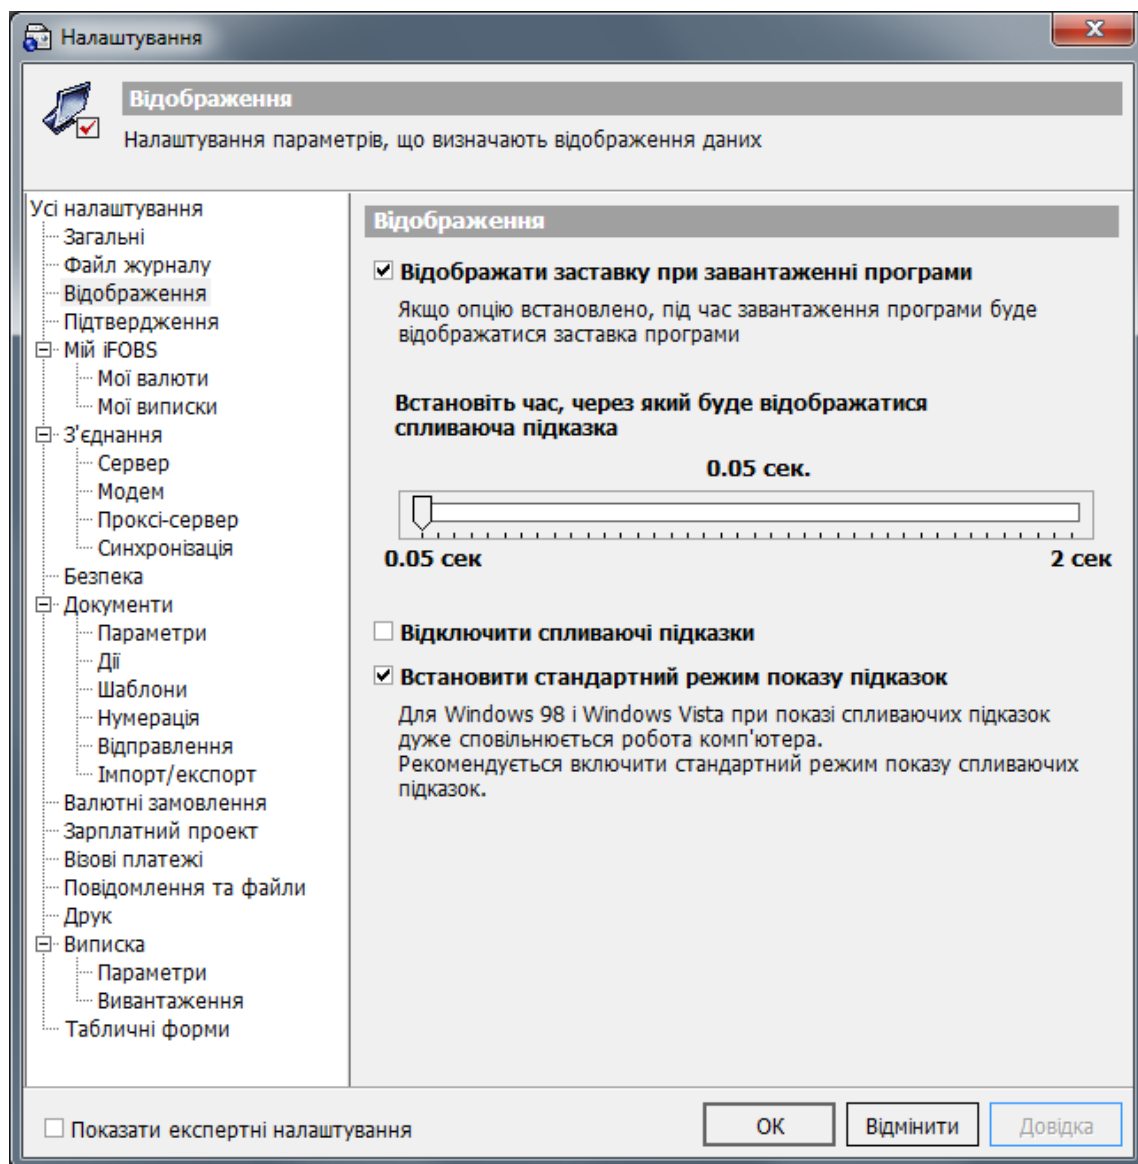 Налаштування
Відображення
Налаштування параметрів, що визначають відображення даних
Усі налаштування
Загальні
Файл журналу
Відображення
Підтвердження
Мій iFOBS
Мої валюти
Мої виписки
З'єднання
Сервер
Модем
Проксі-сервер
Синхронізація
Безпека
Документи
Параметри
Дії
Шаблони
Нумерація
Відправлення
Імпорт/експорт
Валютні замовлення
Зарплатний проект
Візові платежі
Повідомлення та файли
Друк
Виписка
Параметри
Вивантаження
Табличні форми
Відображення
Відображати заставку при завантаженні програми
Якщо опцію встановлено, під час завантаження програми буде
відображатися заставка програми
Встановіть час, через який буде відображатися
спливаюча підказка
0.05 сек.
0.05 сек
2 сек
Відключити спливаючі підказки
Встановити стандартний режим показу підказок
Для Windows 98 і Windows Vista при показі спливаючих підказок
дуже сповільнюється робота комп'ютера.
Рекомендується включити стандартний режим показу спливаючих
підказок.
Показати експертні налаштування
ОК
Відмінити
Довідка